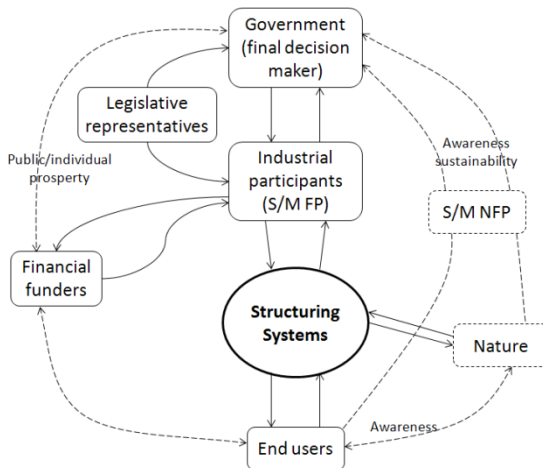 Government
(final decision
maker)
Legislative
representatives
Public/individual
prosperty
Industrial
participants
(S/M FP)
Awareness
sustainability
S/M NFP
Financial
funders
Structuring
Systems
Nature
Awareness
End users